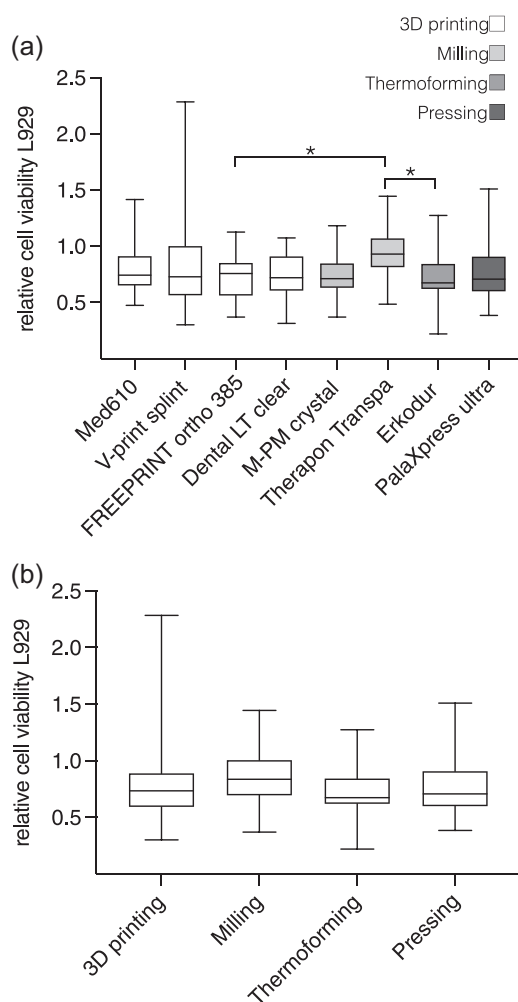 (a)
3D printing
Milling
Thermoforming
Pressing
relative cell viability L929
2.5
2.0
1.5
1.0
0.5
*
*
Med610
V-print splint
FREEPRINT ortho 385
Dental LT clear
M-PM crystal
Therapon Transpa
Erkodur
PalaXpress ultra
(b)
relative cell viability L929
2.5
2.0
1.5
1.0
0.5
3D printing
Milling
Thermoforming
Pressing